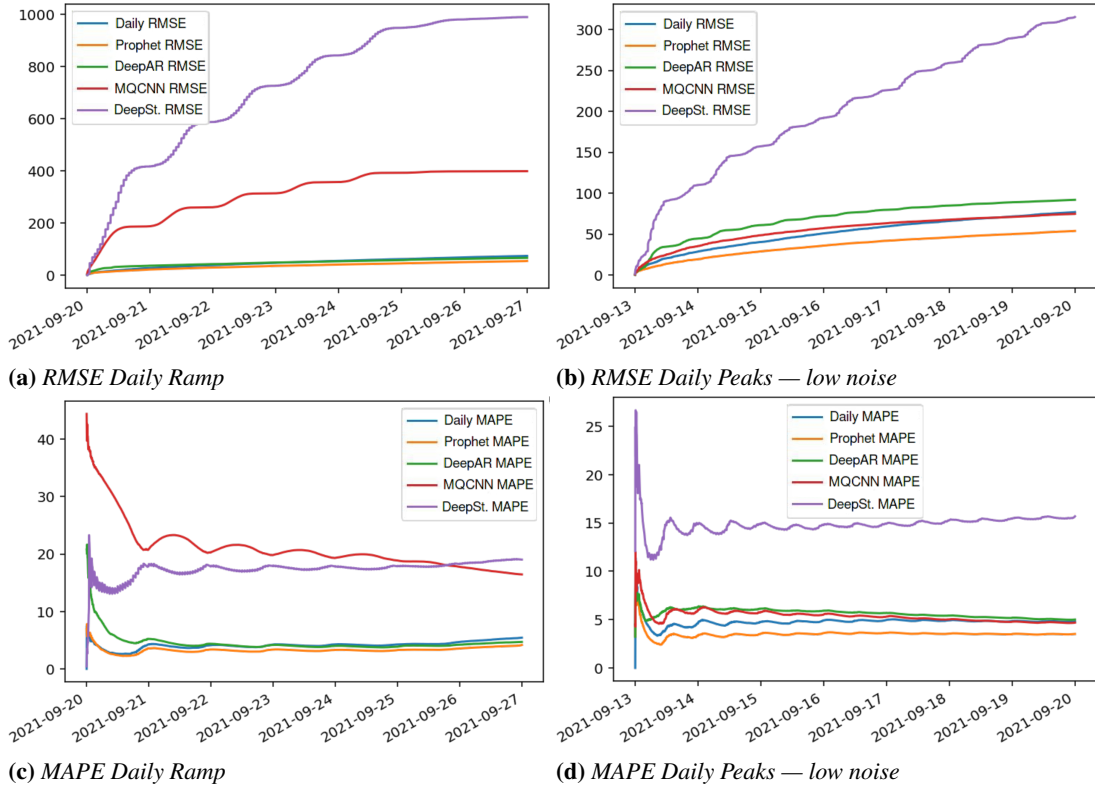 Daily RMSE
Prophet RMSE
DeepAR RMSE
MQCNN RMSE
DeepSt. RMSE
1000
800
600
400
200
0
2021-09-20
2021-09-21
2021-09-22
2021-09-23
2021-09-24
2021-09-25
2021-09-26
2021-09-27
(a) RMSE Daily Ramp
Daily RMSE
Prophet RMSE
DeepAR RMSE
MQCNN RMSE
DeepSt. RMSE
300
250
200
150
100
50
0
2021-09-13
2021-09-14
2021-09-15
2021-09-16
2021-09-17
2021-09-18
2021-09-19
2021-09-20
(b) RMSE Daily Peaks — low noise
Daily MAPE
Prophet MAPE
DeepAR MAPE
MQCNN MAPE
DeepSt. MAPE
40
30
20
10
0
2021-09-20
2021-09-21
2021-09-22
2021-09-23
2021-09-24
2021-09-25
2021-09-26
2021-09-27
(c) MAPE Daily Ramp
Daily MAPE
Prophet MAPE
DeepAR MAPE
MQCNN MAPE
DeepSt. MAPE
25
20
15
10
5
0
2021-09-13
2021-09-14
2021-09-15
2021-09-16
2021-09-17
2021-09-18
2021-09-19
2021-09-20
(d) MAPE Daily Peaks — low noise